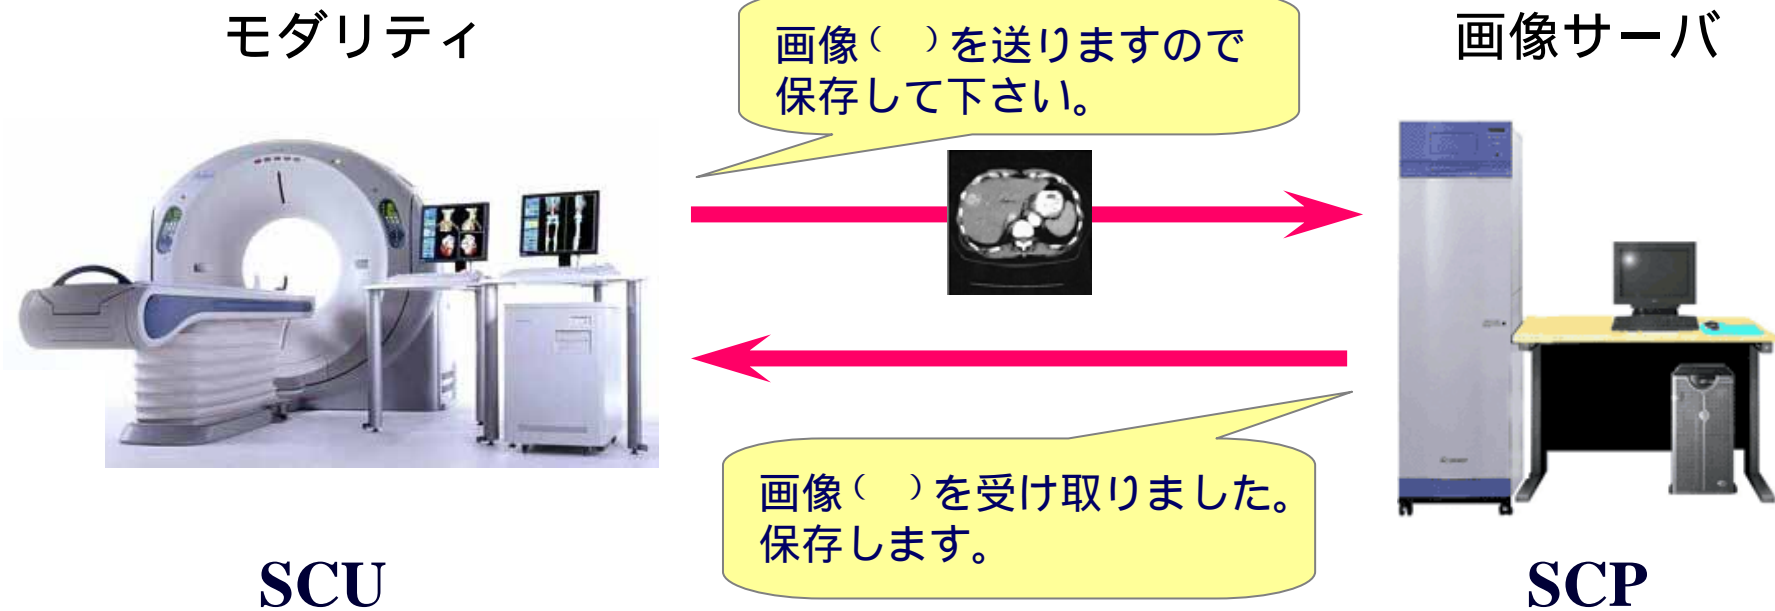 モダリティ
画像（　）を送りますので
保存して下さい。
画像サーバ
画像（　）を受け取りました。
保存します。
SCU
SCP